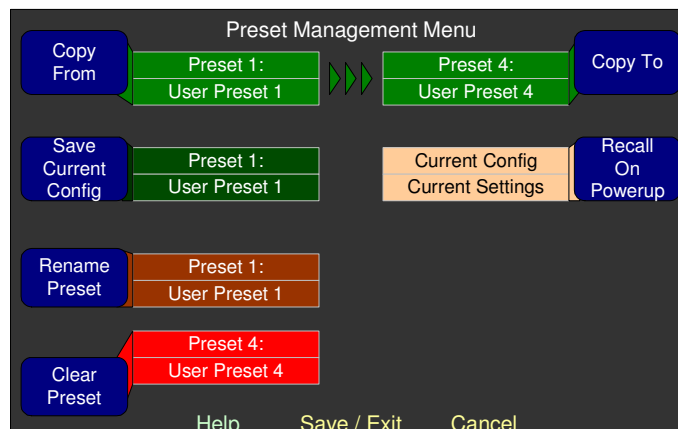 Preset Management Menu
Copy
From
Preset 1:
User Preset 1
Preset 4:
User Preset 4
Copy To
Save
Current
Config
Preset 1:
User Preset 1
Current Config
Current Settings
Recall
On
Powerup
Rename
Preset
Preset 1:
User Preset 1
Clear
Preset
Preset 4:
User Preset 4
Help Save / Exit Cancel